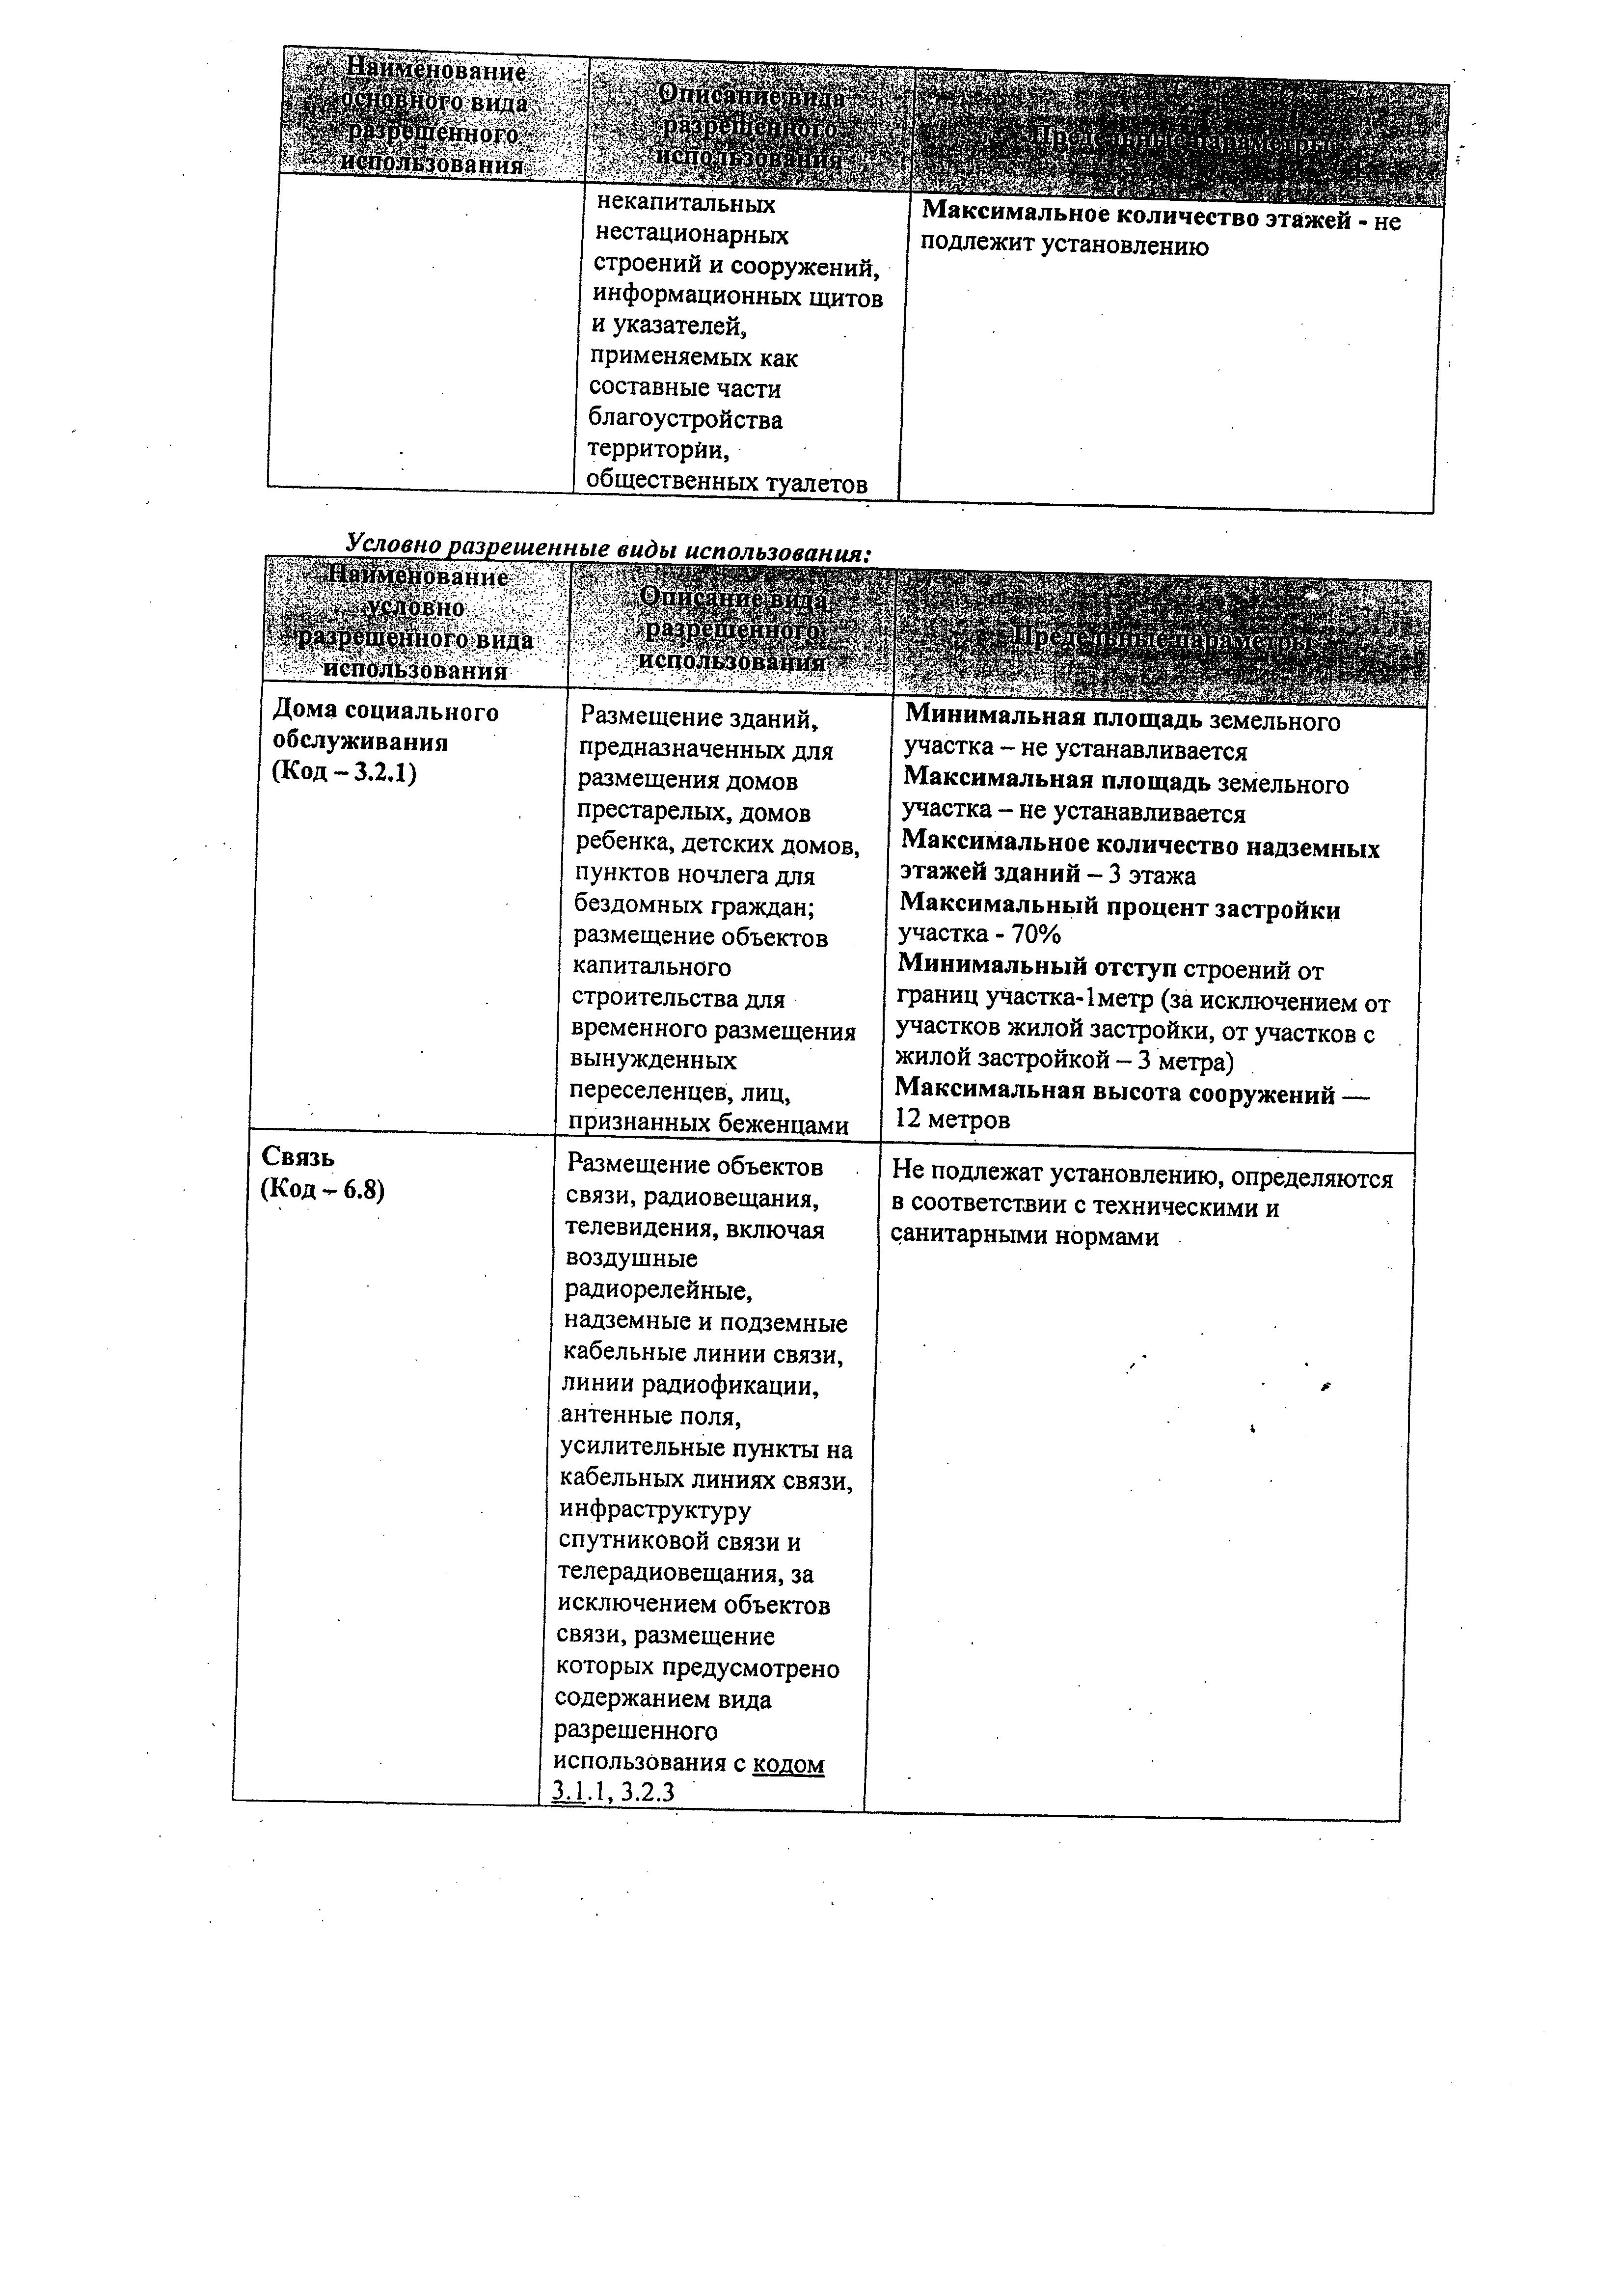 Наименование
основного вида
разрешенного
использования
Описание вида
разрешенного
использования
Предельные параметры
некапитальных
нестационарных
строений и сооружений,
информационных щитов
и указателей,
применяемых как
составные части
благоустройства
территории,
общественных туалетов
Максимальное количество этажей - не
подлежит установлению
Условно разрешенные виды использования:
Наименование
условно
разрешенного вида
использования
Описание вида
разрешенного
использования
Предельные параметры
Дома социального
обслуживания
(Код – 3.2.1)
Размещение зданий,
предназначенных для
размещения домов
престарелых, домов
ребенка, детских домов,
пунктов ночлега для
бездомных граждан;
размещение объектов
капитального
строительства для
временного размещения
вынужденных
переселенцев, лиц,
признанных беженцами
Минимальная площадь земельного
участка – не устанавливается
Максимальная площадь земельного
участка – не устанавливается
Максимальное количество надземных
этажей зданий – 3 этажа
Максимальный процент застройки
участка - 70%
Минимальный отступ строений от
границ участка-1метр (за исключением от
участков жилой застройки, от участков с
жилой застройкой – 3 метра)
Максимальная высота сооружений —
12 метров
Связь
(Код – 6.8)
Размещение объектов
связи, радиовещания,
телевидения, включая
воздушные
радиорелейные,
надземные и подземные
кабельные линии связи,
линии радиофикации,
антенные поля,
усилительные пункты на
кабельных линиях связи,
инфраструктуру
спутниковой связи и
телерадиовещания, за
исключением объектов
связи, размещение
которых предусмотрено
содержанием вида
разрешенного
использования с кодом
3.1.1, 3.2.3
Не подлежат установлению, определяются
в соответствии с техническими и
санитарными нормами